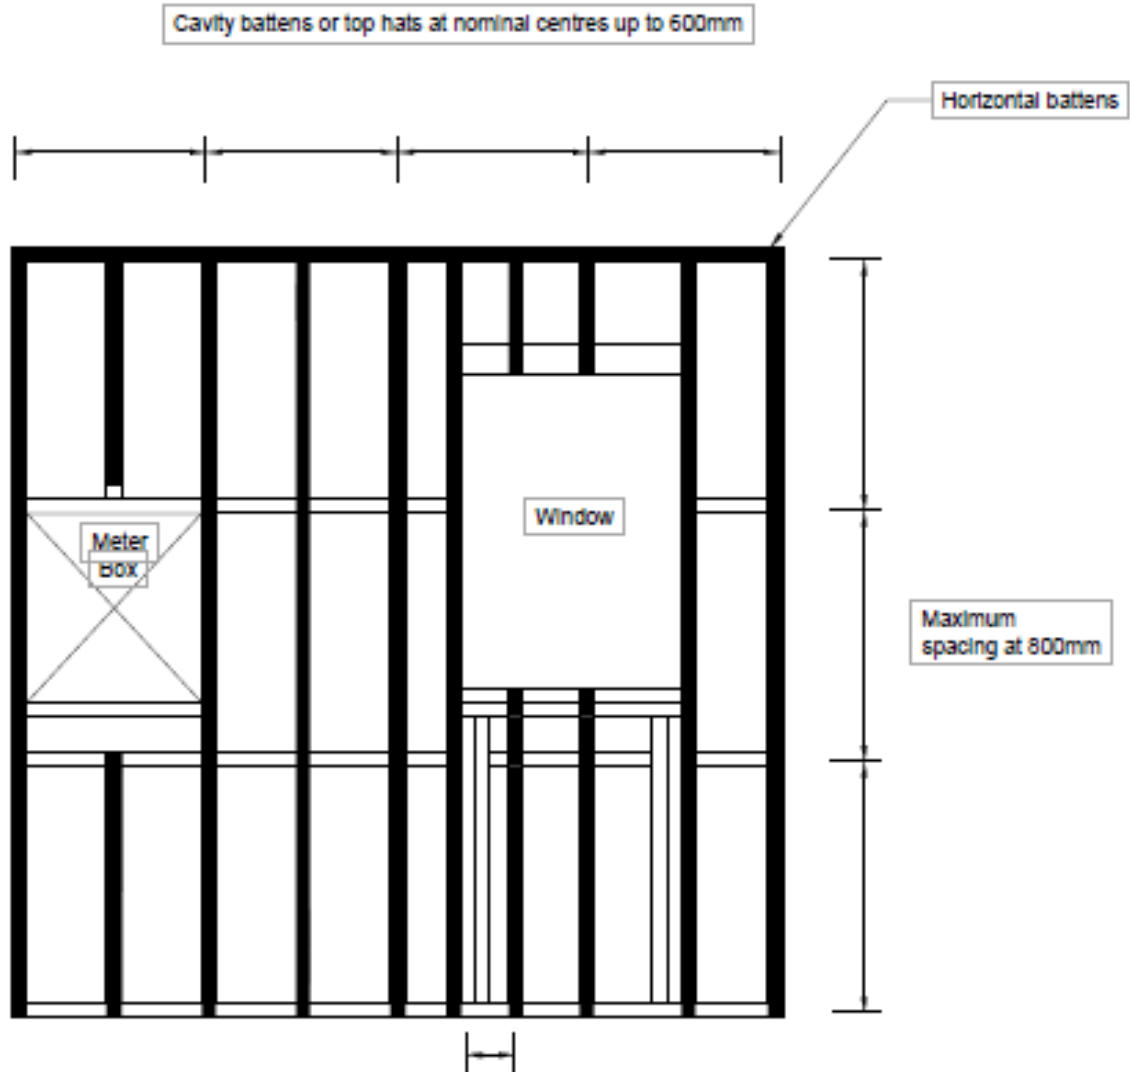 Cavity battens or top hats at nominal centres up to 600mm
Horizontal battens
Window
Meter
Box
Maximum
spacing at 800mm